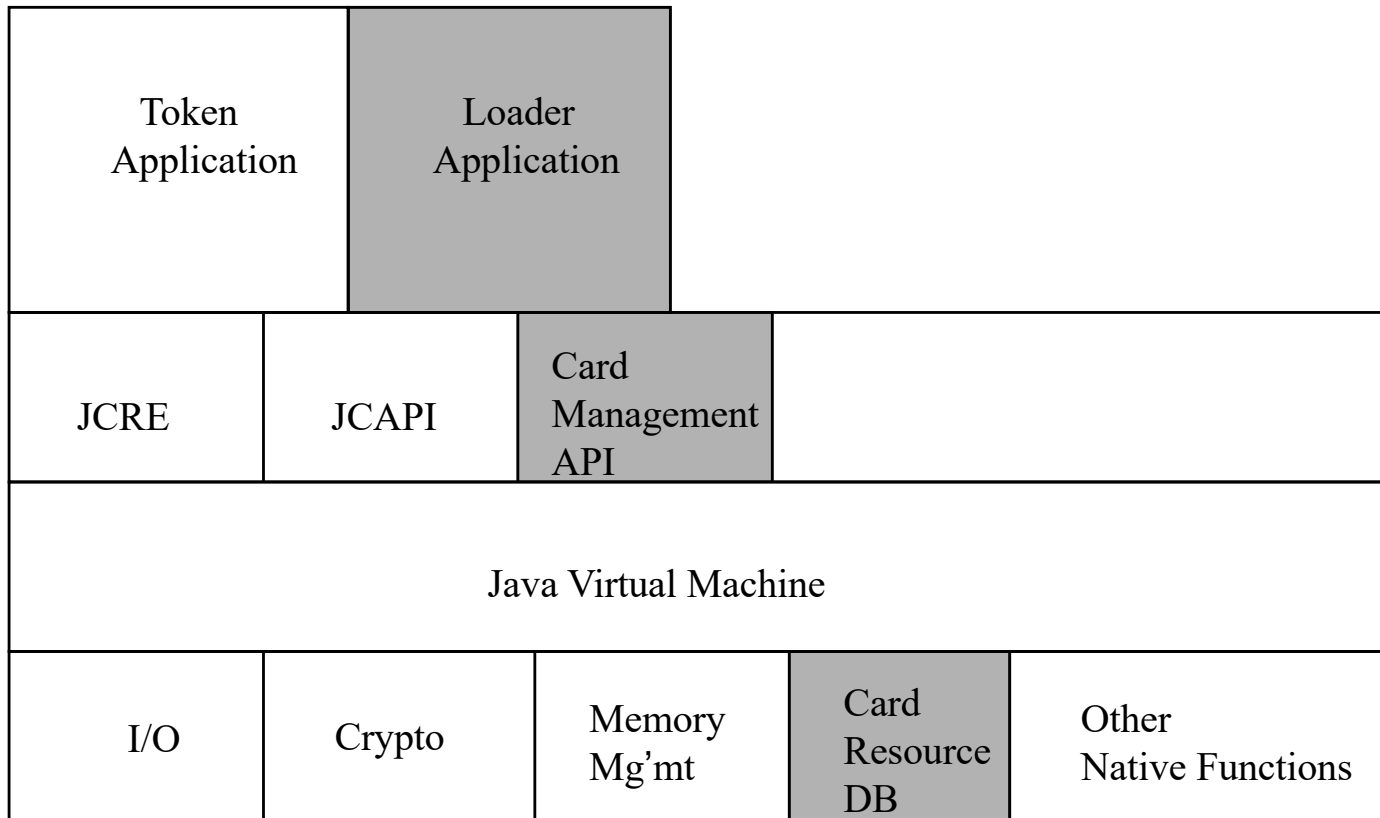 Token
Application
Loader
Application
JCRE
JCAPI
Card
Management
API
Java Virtual Machine
I/O
Crypto
Memory
Mg’mt
Card
Resource
DB
Other
Native Functions